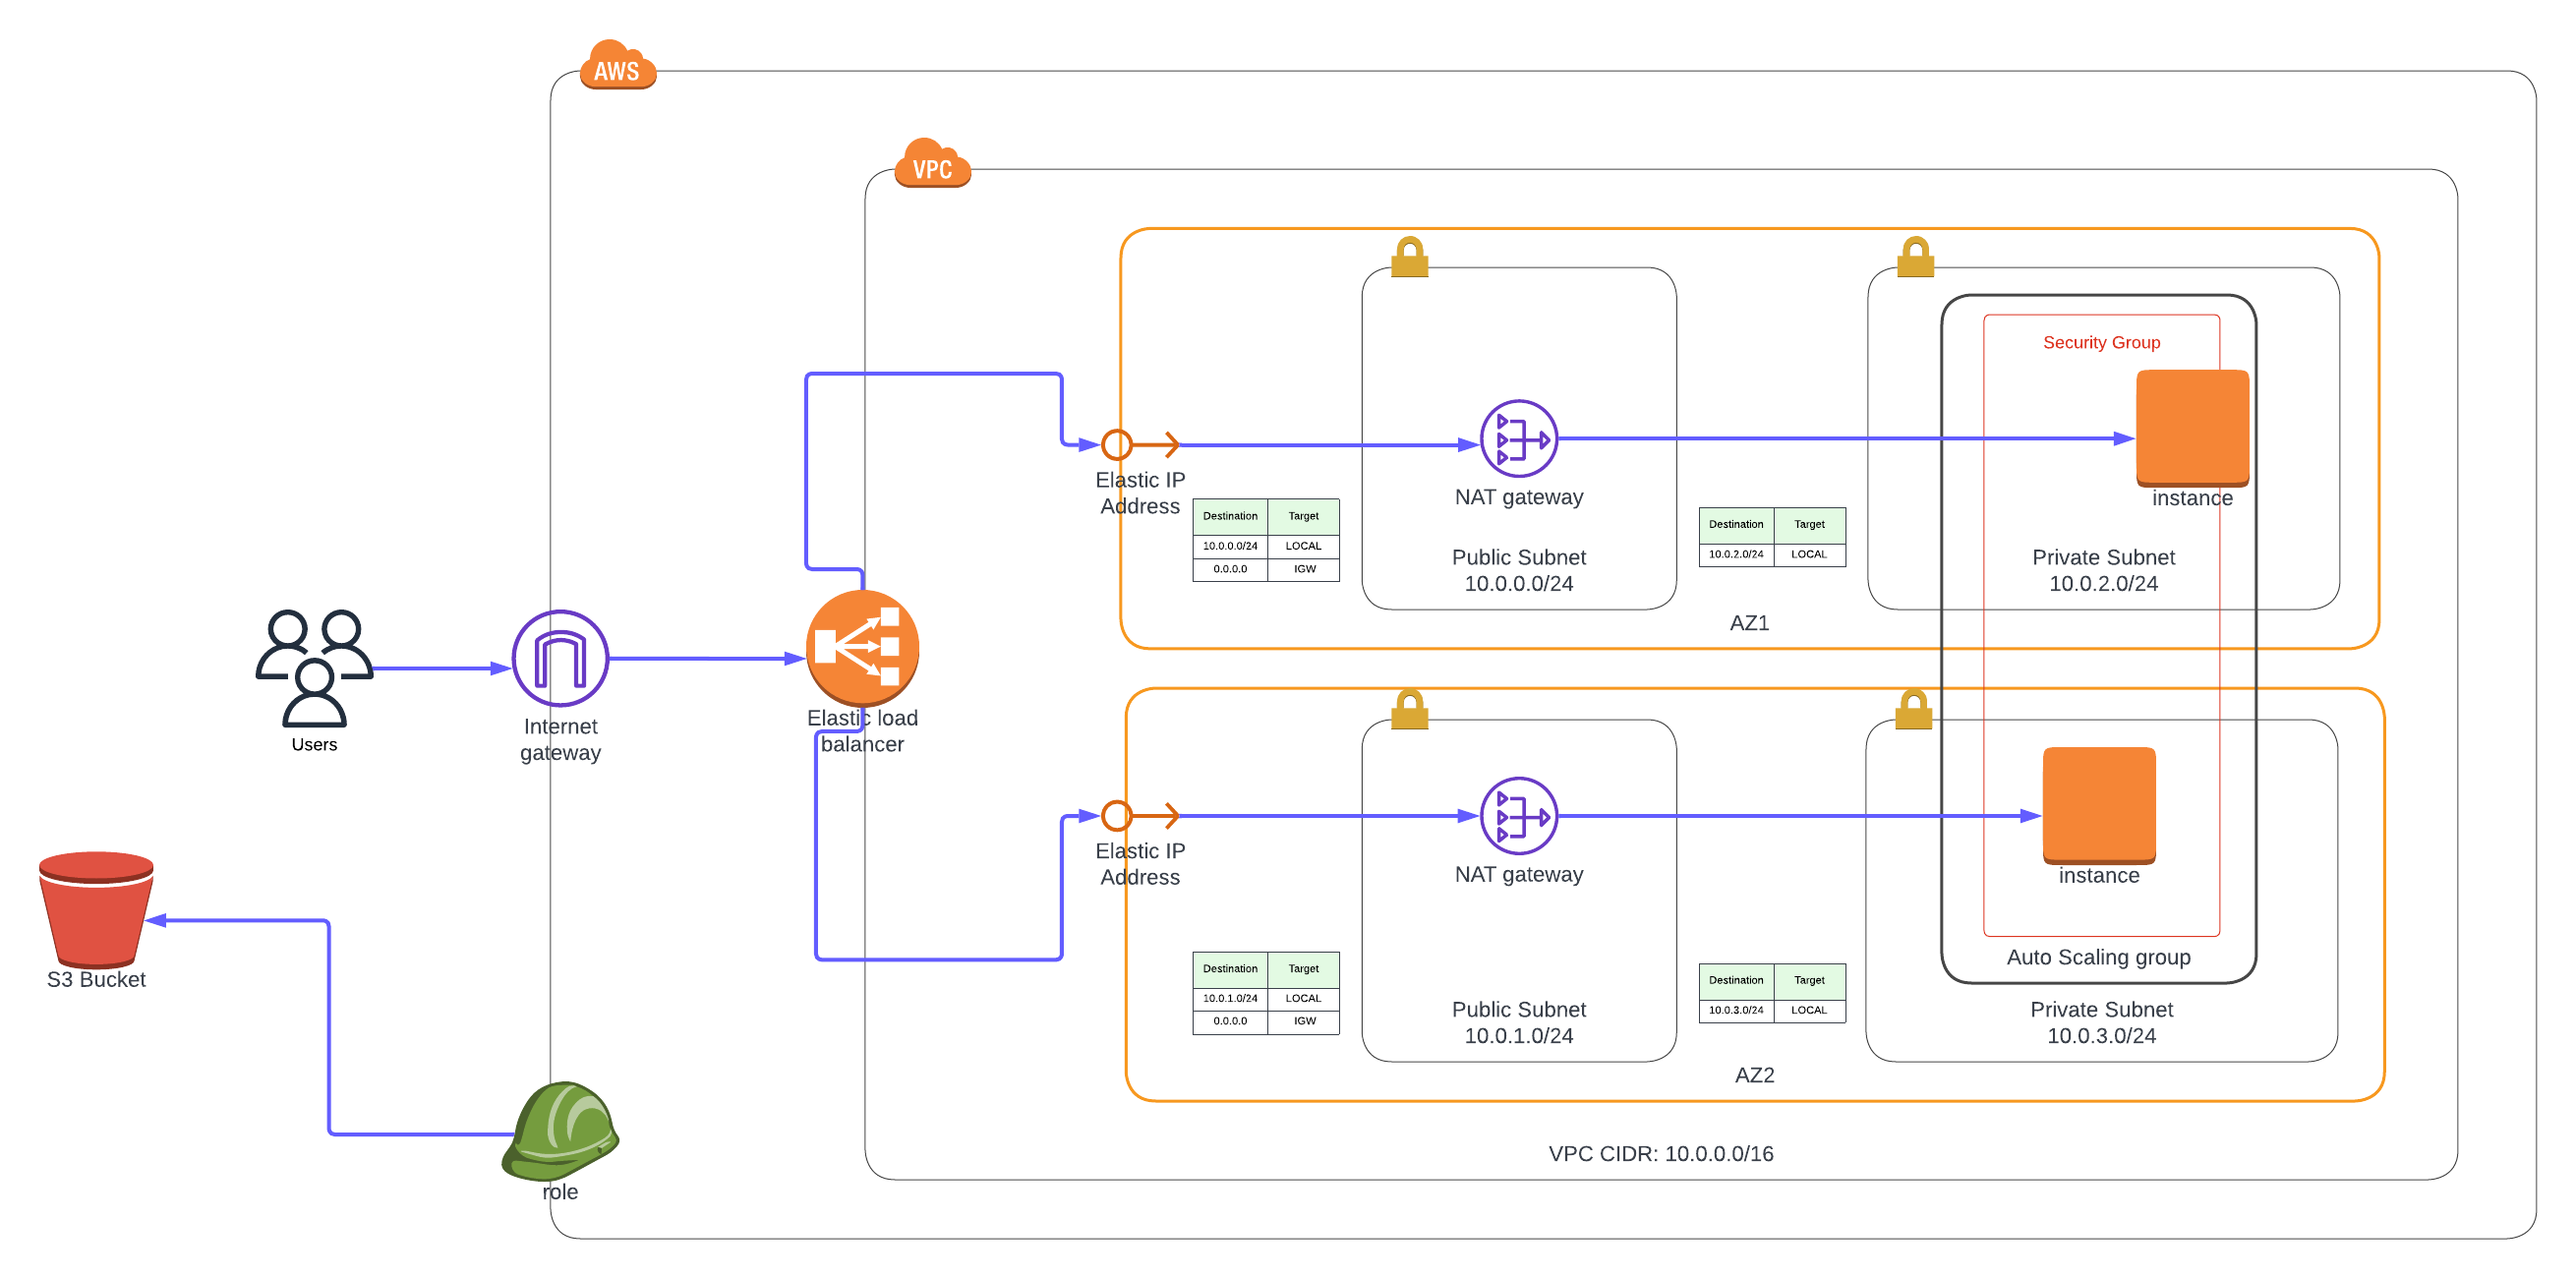 AWS
VPC
Security Group
instance
Elastic IP
Address
NAT gateway
Destination Target
10.0.0.0/24 LOCAL
0.0.0.0 IGW
Destination Target
10.0.2.0/24 LOCAL
Public Subnet
10.0.0.0/24
Private Subnet
10.0.2.0/24
AZ1
Users
Internet
gateway
Elastic load
balancer
Elastic IP
Address
NAT gateway
instance
Destination Target
10.0.1.0/24 LOCAL
0.0.0.0 IGW
Destination Target
10.0.3.0/24 LOCAL
Auto Scaling group
Public Subnet
10.0.1.0/24
Private Subnet
10.0.3.0/24
AZ2
S3 Bucket
VPC CIDR: 10.0.0.0/16
role